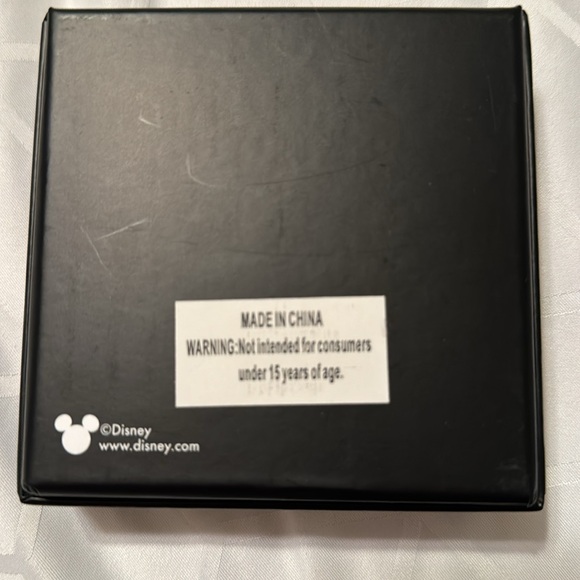 MADE IN CHINA
WARNING:Not intended for consumers
under 15 years of age.
©Disney
www.disney.com